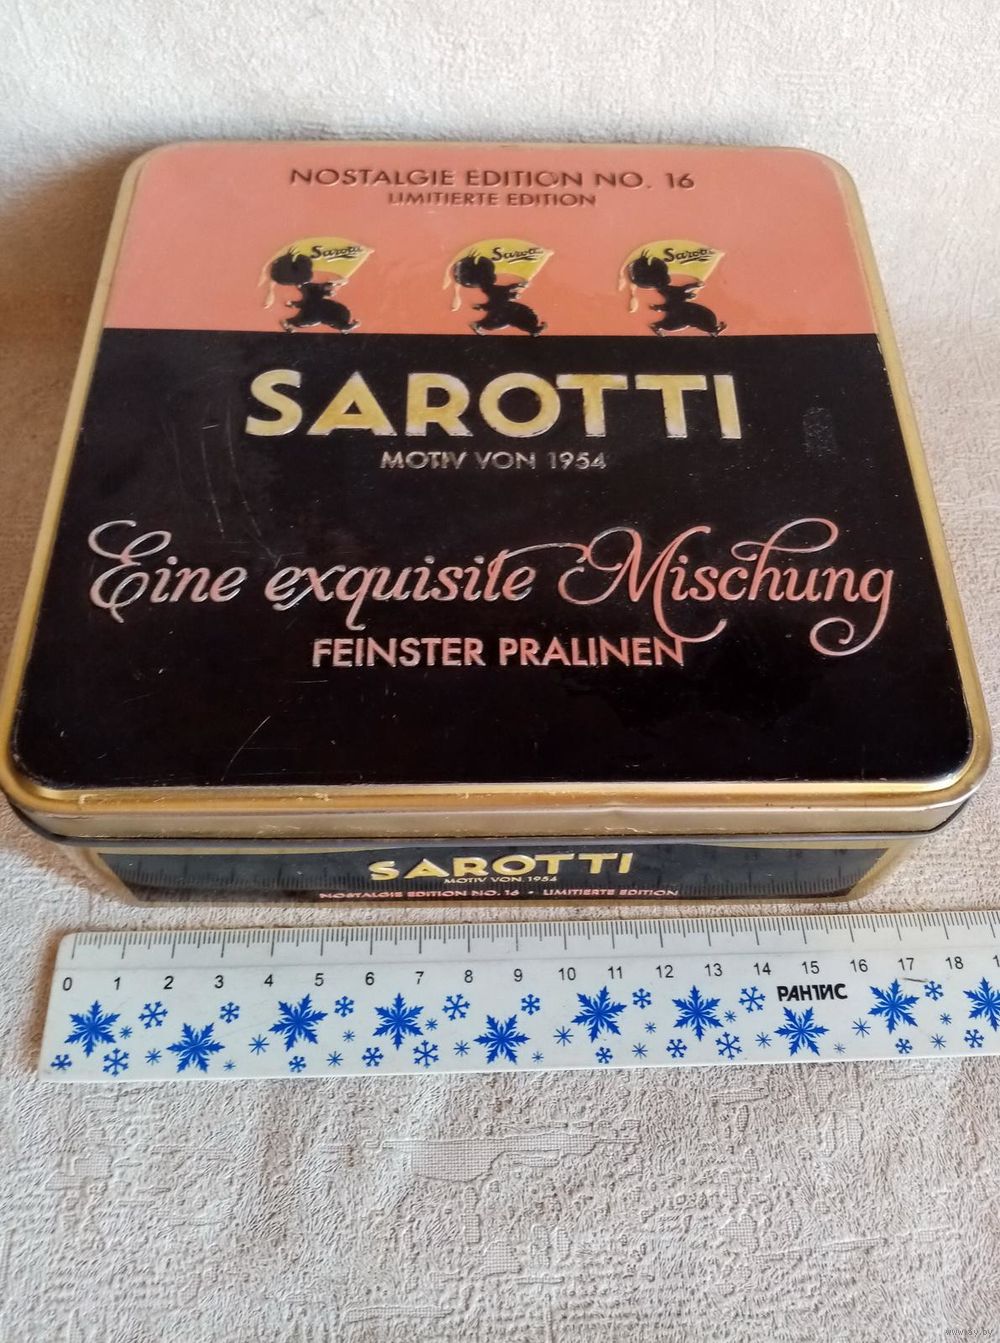 NOSTALGIE EDITION NO. 16
LIMITIERTE EDITION
Sarotti Sarotti Sarotti
SAROTTI
MOTIV VON 1954
Eine exquisite Mischung
FEINSTER PRALINEN
SAROTTI
MOTIV VON 1954
NOSTALGIE EDITION NO. 16 • LIMITIERTE EDITION
0 1 2 3 4 5 6 7 8 9 10 11 12 13 14 15 16 17 18
РАНТИС